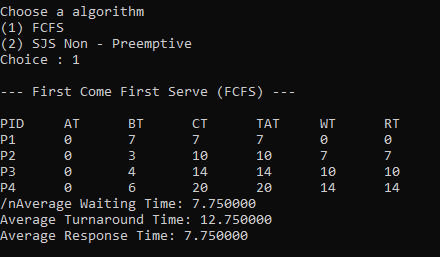 Choose a algorithm
(1) FCFS
(2) SJS Non - Preemptive
Choice : 1
--- First Come First Serve (FCFS) ---
PID AT BT CT TAT WT RT
P1 0 7 7 7 0 0
P2 0 3 10 10 7 7
P3 0 4 14 14 10 10
P4 0 6 20 20 14 14
/nAverage Waiting Time: 7.750000
Average Turnaround Time: 12.750000
Average Response Time: 7.750000